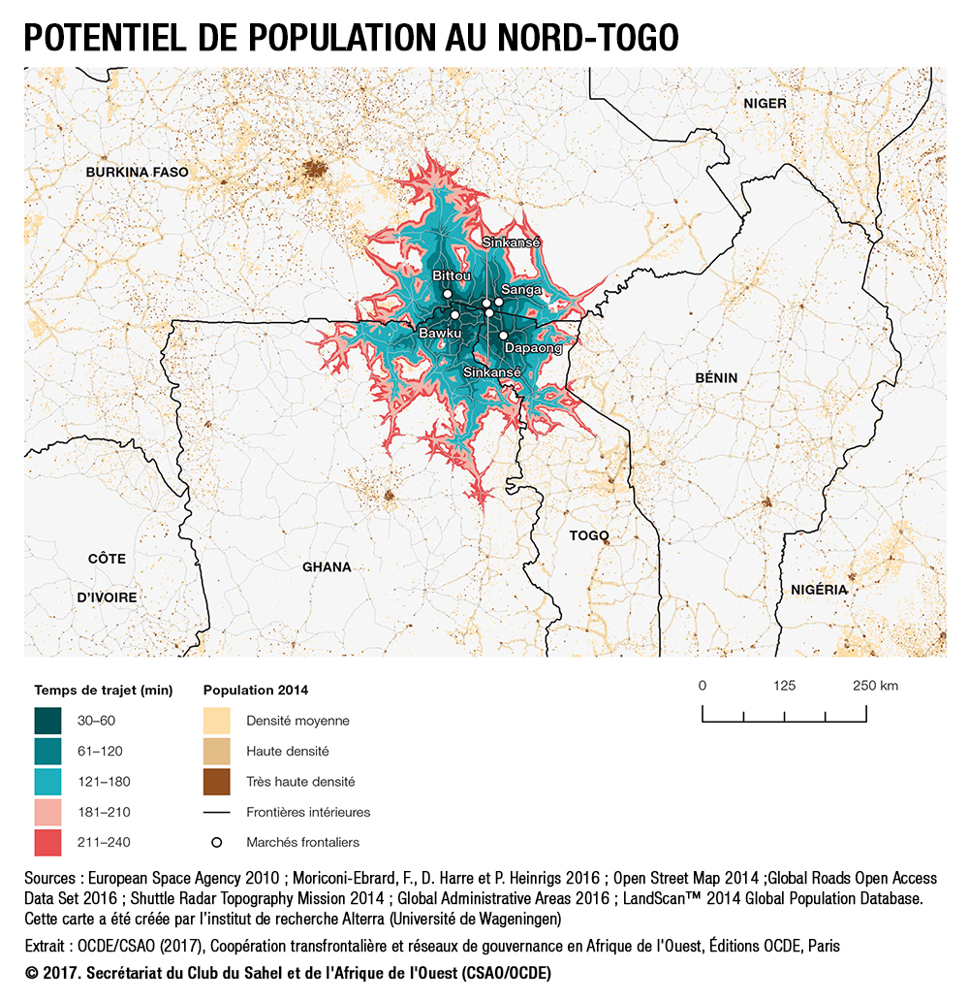 POTENTIEL DE POPULATION AU NORD-TOGO
NIGER
BURKINA FASO
Sinkansé
Bittou
Sanga
Bawku
Dapaong
Sinkansé
BÉNIN
TOGO
CÔTE
D'IVOIRE
GHANA
NIGÉRIA
Temps de trajet (min)
30–60
61–120
121–180
181–210
211–240
Population 2014
Densité moyenne
Haute densité
Très haute densité
Frontières intérieures
Marchés frontaliers
0 125 250 km
Sources : European Space Agency 2010 ; Moriconi-Ebrard, F., D. Harre et P. Heinrigs 2016 ; Open Street Map 2014 ;Global Roads Open Access
Data Set 2016 ; Shuttle Radar Topography Mission 2014 ; Global Administrative Areas 2016 ; LandScan™ 2014 Global Population Database.
Cette carte a été créée par l'institut de recherche Alterra (Université de Wageningen)
Extrait : OCDE/CSAO (2017), Coopération transfrontalière et réseaux de gouvernance en Afrique de l'Ouest, Éditions OCDE, Paris
© 2017. Secrétariat du Club du Sahel et de l'Afrique de l'Ouest (CSAO/OCDE)